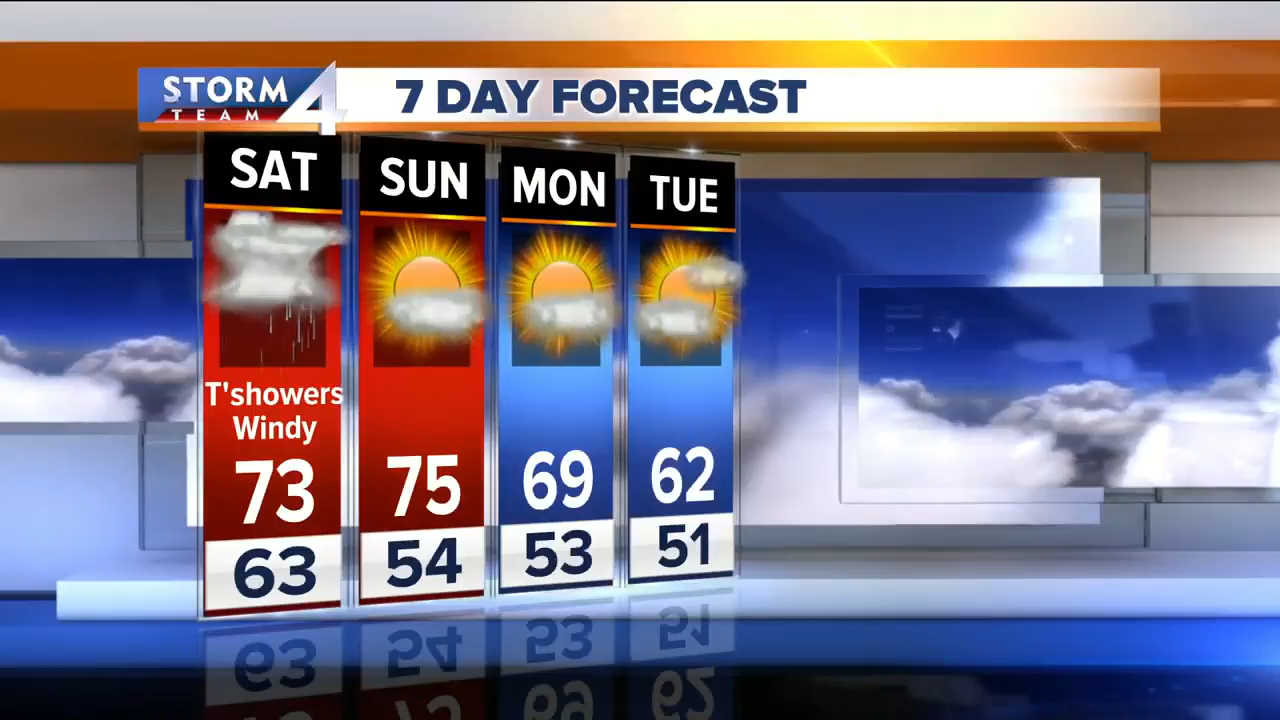 STORM
TEAM
4
7 DAY FORECAST
SAT
T'showers
Windy
73
63
SUN
75
54
MON
69
53
TUE
62
51